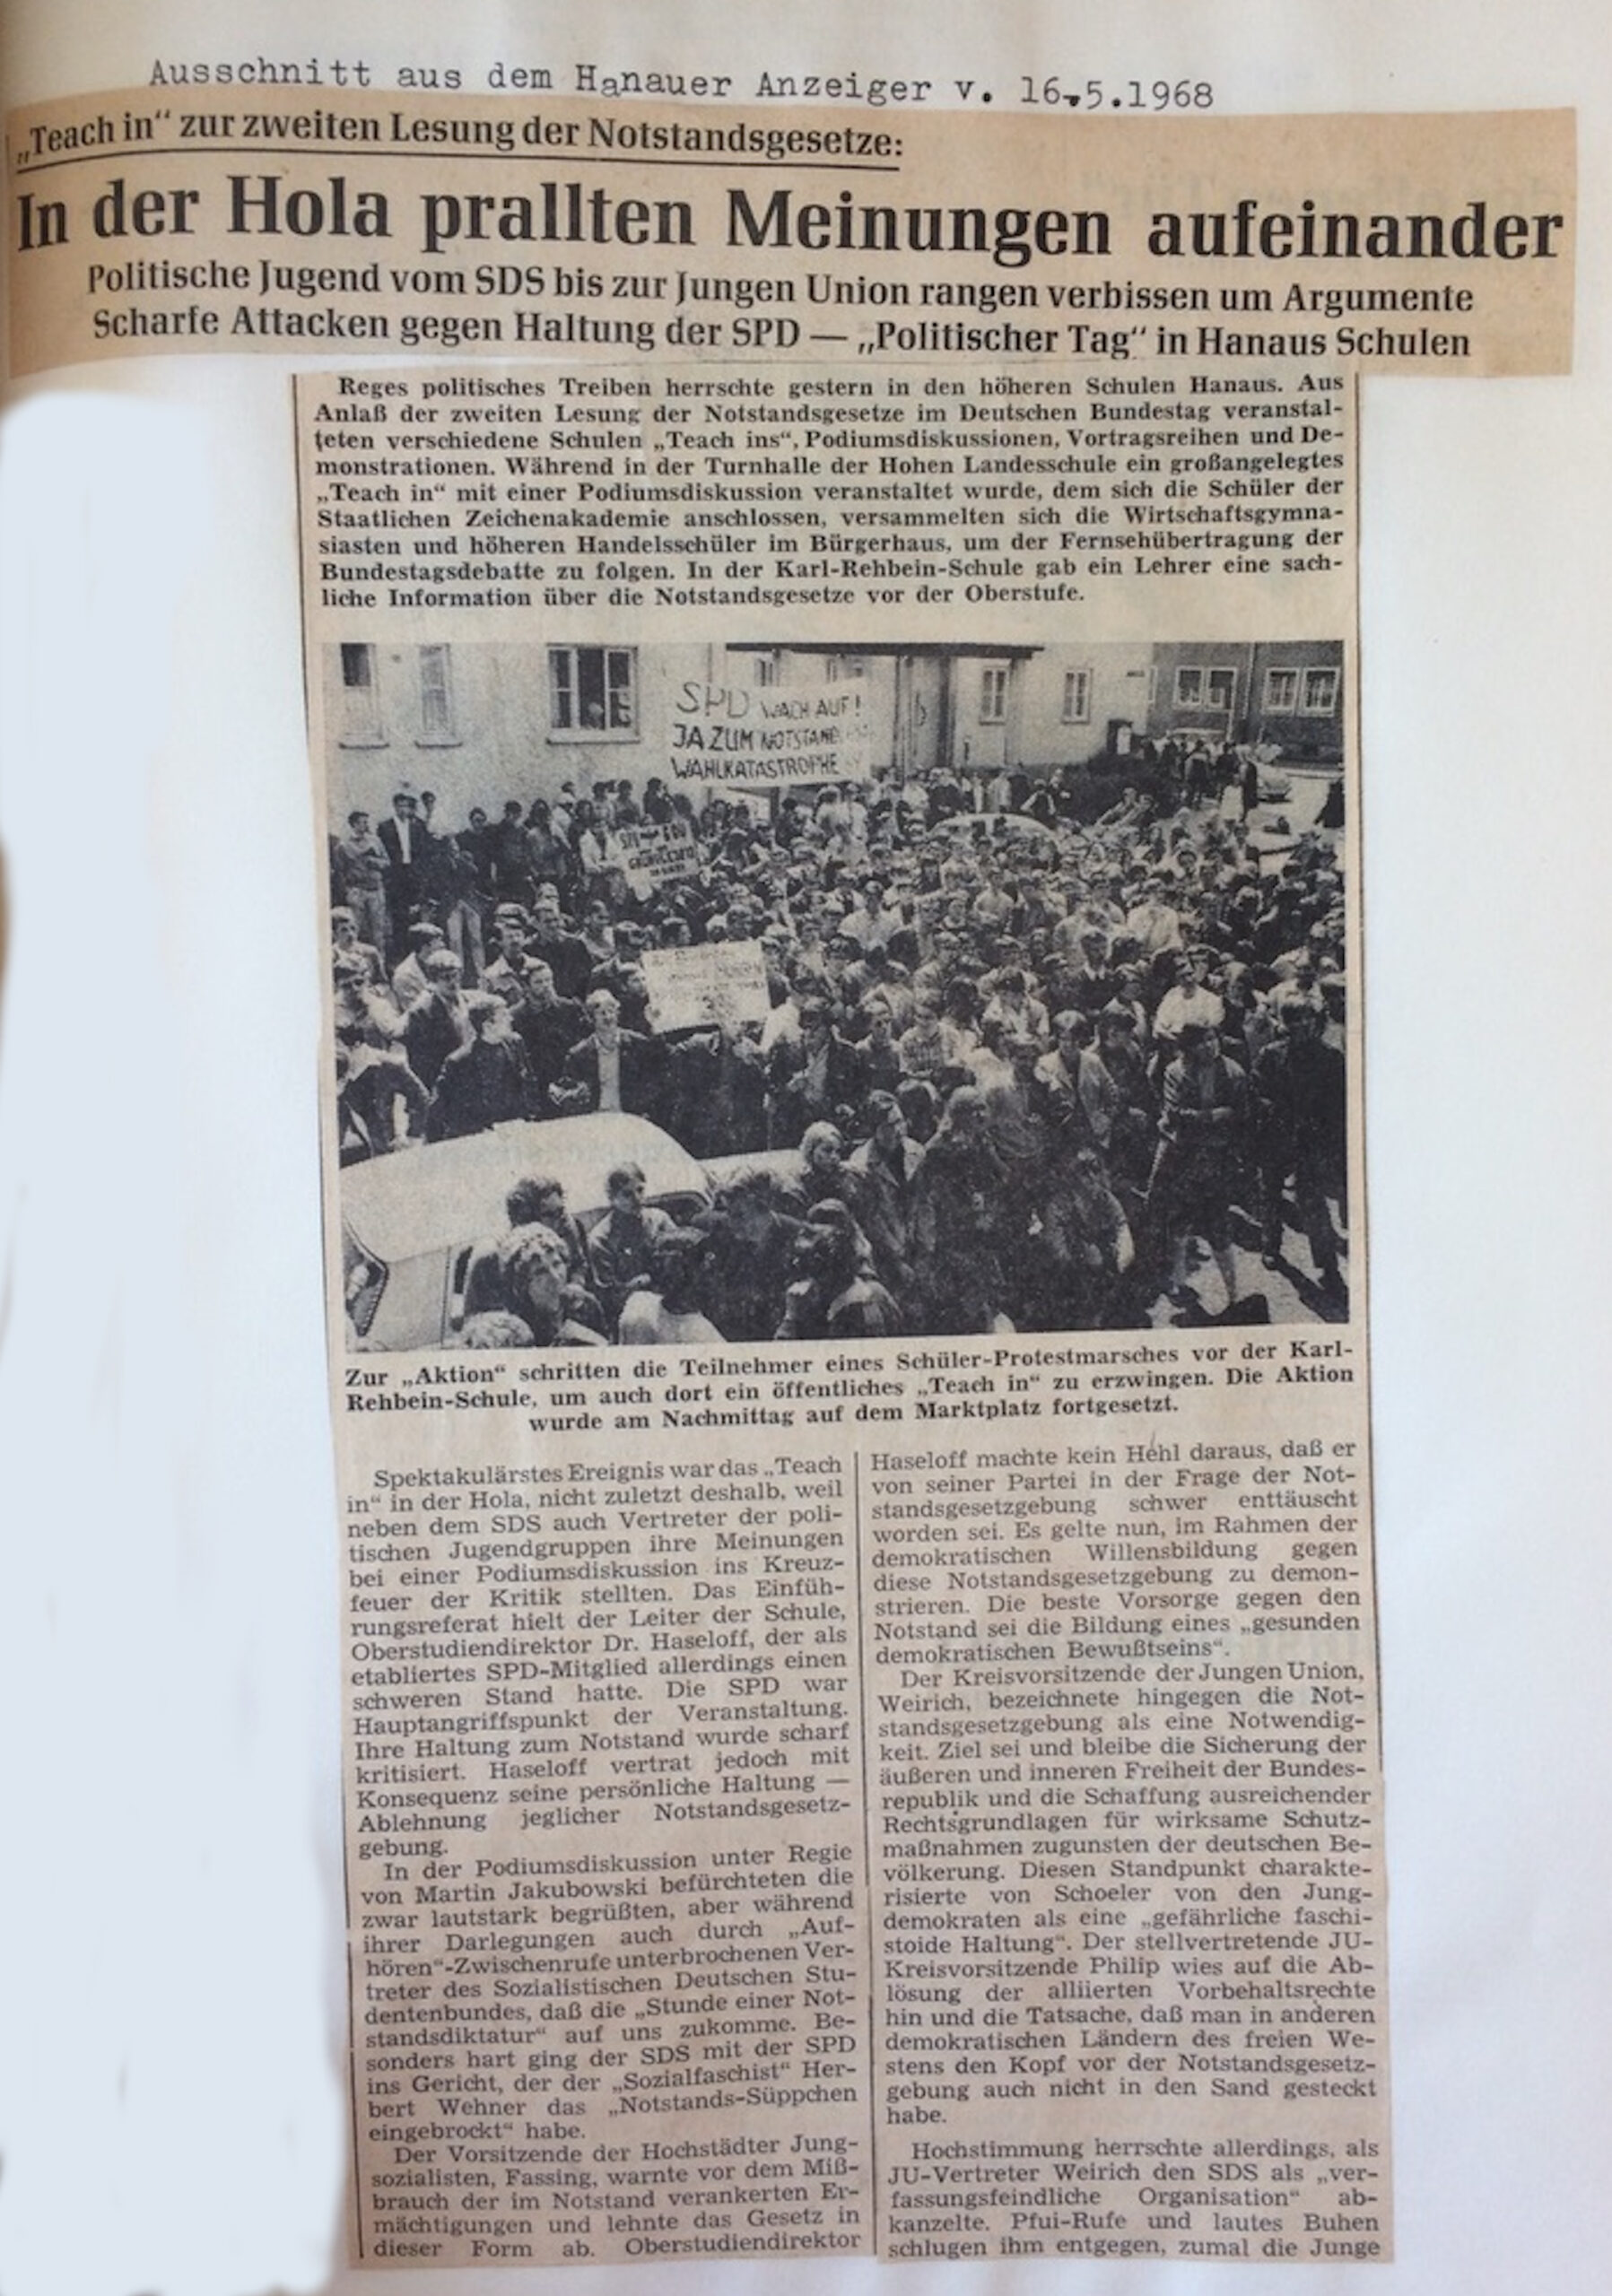 Ausschnitt aus dem Hanauer Anzeiger v. 16.5.1968
„Teach in“ zur zweiten Lesung der Notstandsgesetze:
In der Hola prallten Meinungen aufeinander
Politische Jugend vom SDS bis zur Jungen Union rangen verbissen um Argumente
Scharfe Attacken gegen Haltung der SPD — „Politischer Tag“ in Hanaus Schulen
Reges politisches Treiben herrschte gestern in den höheren Schulen Hanaus. Aus
Anlaß der zweiten Lesung der Notstandsgesetze im Deutschen Bundestag veranstal-
teten verschiedene Schulen „Teach ins“, Podiumsdiskussionen, Vortragsreihen und De-
monstrationen. Während in der Turnhalle der Hohen Landesschule ein großangelegtes
„Teach in“ mit einer Podiumsdiskussion veranstaltet wurde, dem sich die Schüler der
Staatlichen Zeichenakademie anschlossen, versammelten sich die Wirtschaftsgymna-
siasten und höheren Handelsschüler im Bürgerhaus, um der Fernsehübertragung der
Bundestagsdebatte zu folgen. In der Karl-Rehbein-Schule gab ein Lehrer eine sach-
liche Information über die Notstandsgesetze vor der Oberstufe.
SPD WACH AUF!
JA ZUM NOTSTAND
WAHLKATASTROPHE
Zur „Aktion“ schritten die Teilnehmer eines Schüler-Protestmarsches vor der Karl-
Rehbein-Schule, um auch dort ein öffentliches „Teach in“ zu erzwingen. Die Aktion
wurde am Nachmittag auf dem Marktplatz fortgesetzt.
Spektakulärstes Ereignis war das „Teach
in“ in der Hola, nicht zuletzt deshalb, weil
neben dem SDS auch Vertreter der poli-
tischen Jugendgruppen ihre Meinungen
bei einer Podiumsdiskussion ins Kreuz-
feuer der Kritik stellten. Das Einfüh-
rungsreferat hielt der Leiter der Schule,
Oberstudiendirektor Dr. Haseloff, der als
etabliertes SPD-Mitglied allerdings einen
schweren Stand hatte. Die SPD war
Hauptangriffspunkt der Veranstaltung.
Ihre Haltung zum Notstand wurde scharf
kritisiert. Haseloff vertrat jedoch mit
Konsequenz seine persönliche Haltung —
Ablehnung jeglicher Notstandsgesetz-
gebung.
In der Podiumsdiskussion unter Regie
von Martin Jakubowski befürchteten die
zwar lautstark begrüßten, aber während
ihrer Darlegungen auch durch „Auf-
hören“-Zwischenrufe unterbrochenen Ver-
treter des Sozialistischen Deutschen Stu-
dentenbundes, daß die „Stunde einer Not-
standsdiktatur“ auf uns zukomme. Be-
sonders hart ging der SDS mit der SPD
ins Gericht, der der „Sozialfaschist“ Her-
bert Wehner das „Notstands-Süppchen
eingebrockt“ habe.
Der Vorsitzende der Hochstädter Jung-
sozialisten, Fassing, warnte vor dem Miß-
brauch der im Notstand verankerten Er-
mächtigungen und lehnte das Gesetz in
dieser Form ab. Oberstudiendirektor
Haseloff machte kein Hehl daraus, daß er
von seiner Partei in der Frage der Not-
standsgesetzgebung schwer enttäuscht
worden sei. Es gelte nun, im Rahmen der
demokratischen Willensbildung gegen
diese Notstandsgesetzgebung zu demon-
strieren. Die beste Vorsorge gegen den
Notstand sei die Bildung eines „gesunden
demokratischen Bewußtseins“.
Der Kreisvorsitzende der Jungen Union,
Weirich, bezeichnete hingegen die Not-
standsgesetzgebung als eine Notwendig-
keit. Ziel sei und bleibe die Sicherung der
äußeren und inneren Freiheit der Bundes-
republik und die Schaffung ausreichender
Rechtsgrundlagen für wirksame Schutz-
maßnahmen zugunsten der deutschen Be-
völkerung. Diesen Standpunkt charakte-
risierte von Schoeler von den Jung-
demokraten als eine „gefährliche faschi-
stoide Haltung“. Der stellvertretende JU-
Kreisvorsitzende Philip wies auf die Ab-
lösung der alliierten Vorbehaltsrechte
hin und die Tatsache, daß man in anderen
demokratischen Ländern des freien We-
stens den Kopf vor der Notstandsgesetz-
gebung auch nicht in den Sand gesteckt
habe.
Hochstimmung herrschte allerdings, als
JU-Vertreter Weirich den SDS als „ver-
fassungsfeindliche Organisation“ ab-
kanzelte. Pfui-Rufe und lautes Buhen
schlugen ihm entgegen, zumal die Junge